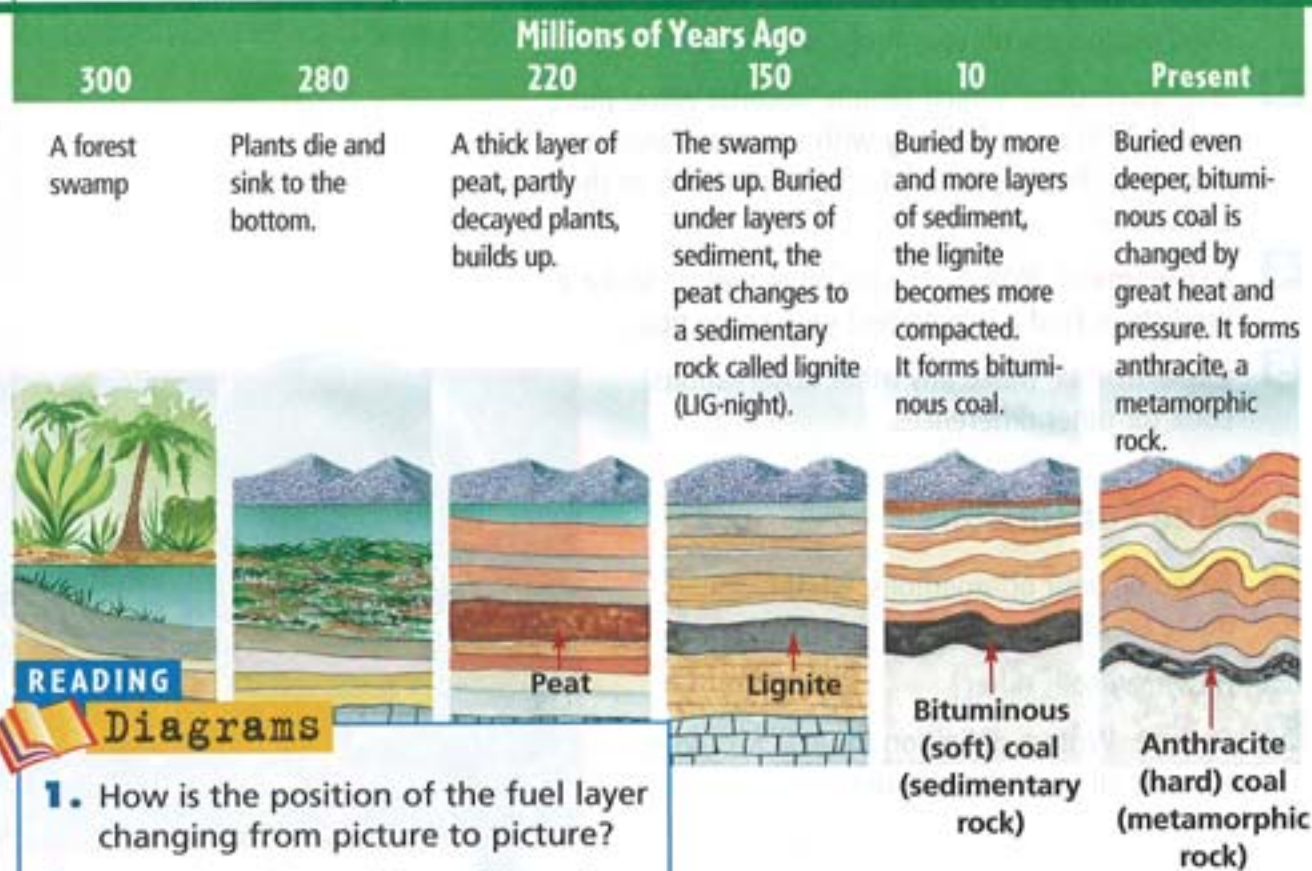 Millions of Years Ago
300
280
220
150
10
Present
A forest
swamp
Plants die and
sink to the
bottom.
A thick layer of
peat, partly
decayed plants,
builds up.
The swamp
dries up. Buried
under layers of
sediment, the
peat changes to
a sedimentary
rock called lignite
(LIG-night).
Buried by more
and more layers
of sediment,
the lignite
becomes more
compacted.
It forms bitumi-
nous coal.
Buried even
deeper, bitumi-
nous coal is
changed by
great heat and
pressure. It forms
anthracite, a
metamorphic
rock.
Peat
Lignite
Bituminous
(soft) coal
(sedimentary
rock)
Anthracite
(hard) coal
(metamorphic
rock)
READING
Diagrams
1. How is the position of the fuel layer
changing from picture to picture?